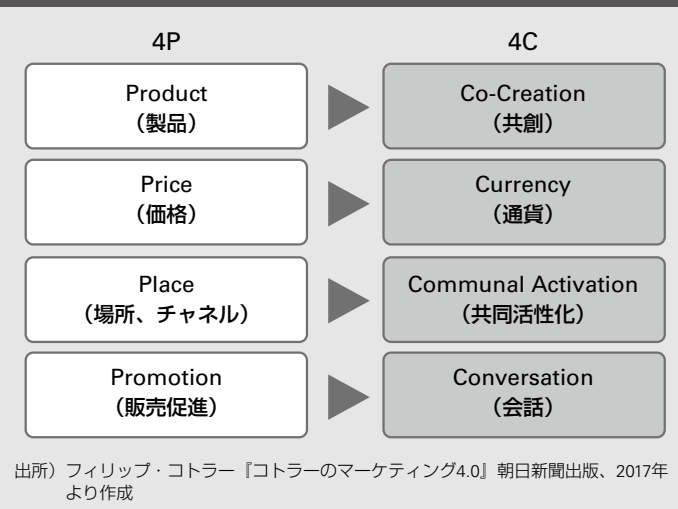 4P
4C
Product
（製品）
Co-Creation
（共創）
Price
（価格）
Currency
（通貨）
Place
（場所、チャネル）
Communal Activation
（共同活性化）
Promotion
（販売促進）
Conversation
（会話）
出所）フィリップ・コトラー『コトラーのマーケティング4.0』朝日新聞出版、2017年
より作成